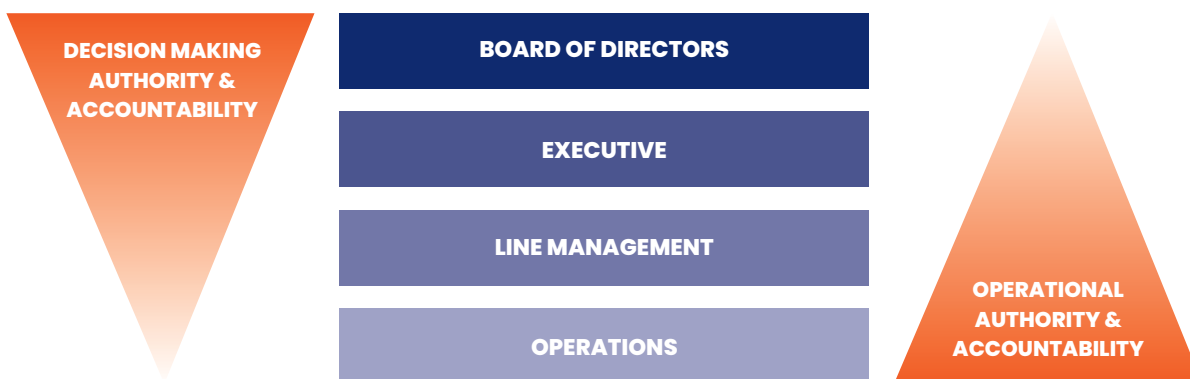 DECISION MAKING
AUTHORITY &
ACCOUNTABILITY
BOARD OF DIRECTORS
EXECUTIVE
LINE MANAGEMENT
OPERATIONS
OPERATIONAL
AUTHORITY &
ACCOUNTABILITY